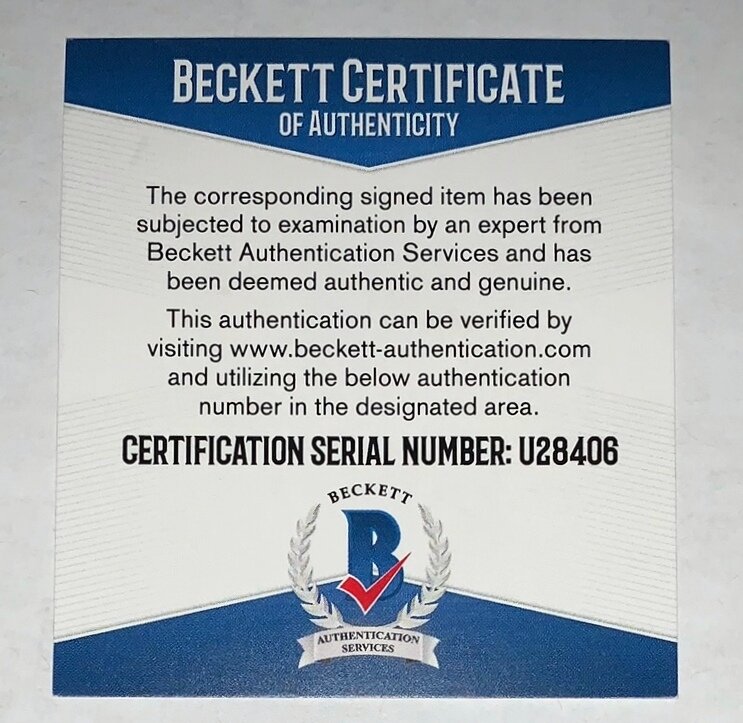 BECKETT CERTIFICATE
OF AUTHENTICITY
The corresponding signed item has been
subjected to examination by an expert from
Beckett Authentication Services and has
been deemed authentic and genuine.
This authentication can be verified by
visiting www.beckett-authentication.com
and utilizing the below authentication
number in the designated area.
CERTIFICATION SERIAL NUMBER: U28406
BECKETT
B
AUTHENTICATION
SERVICES